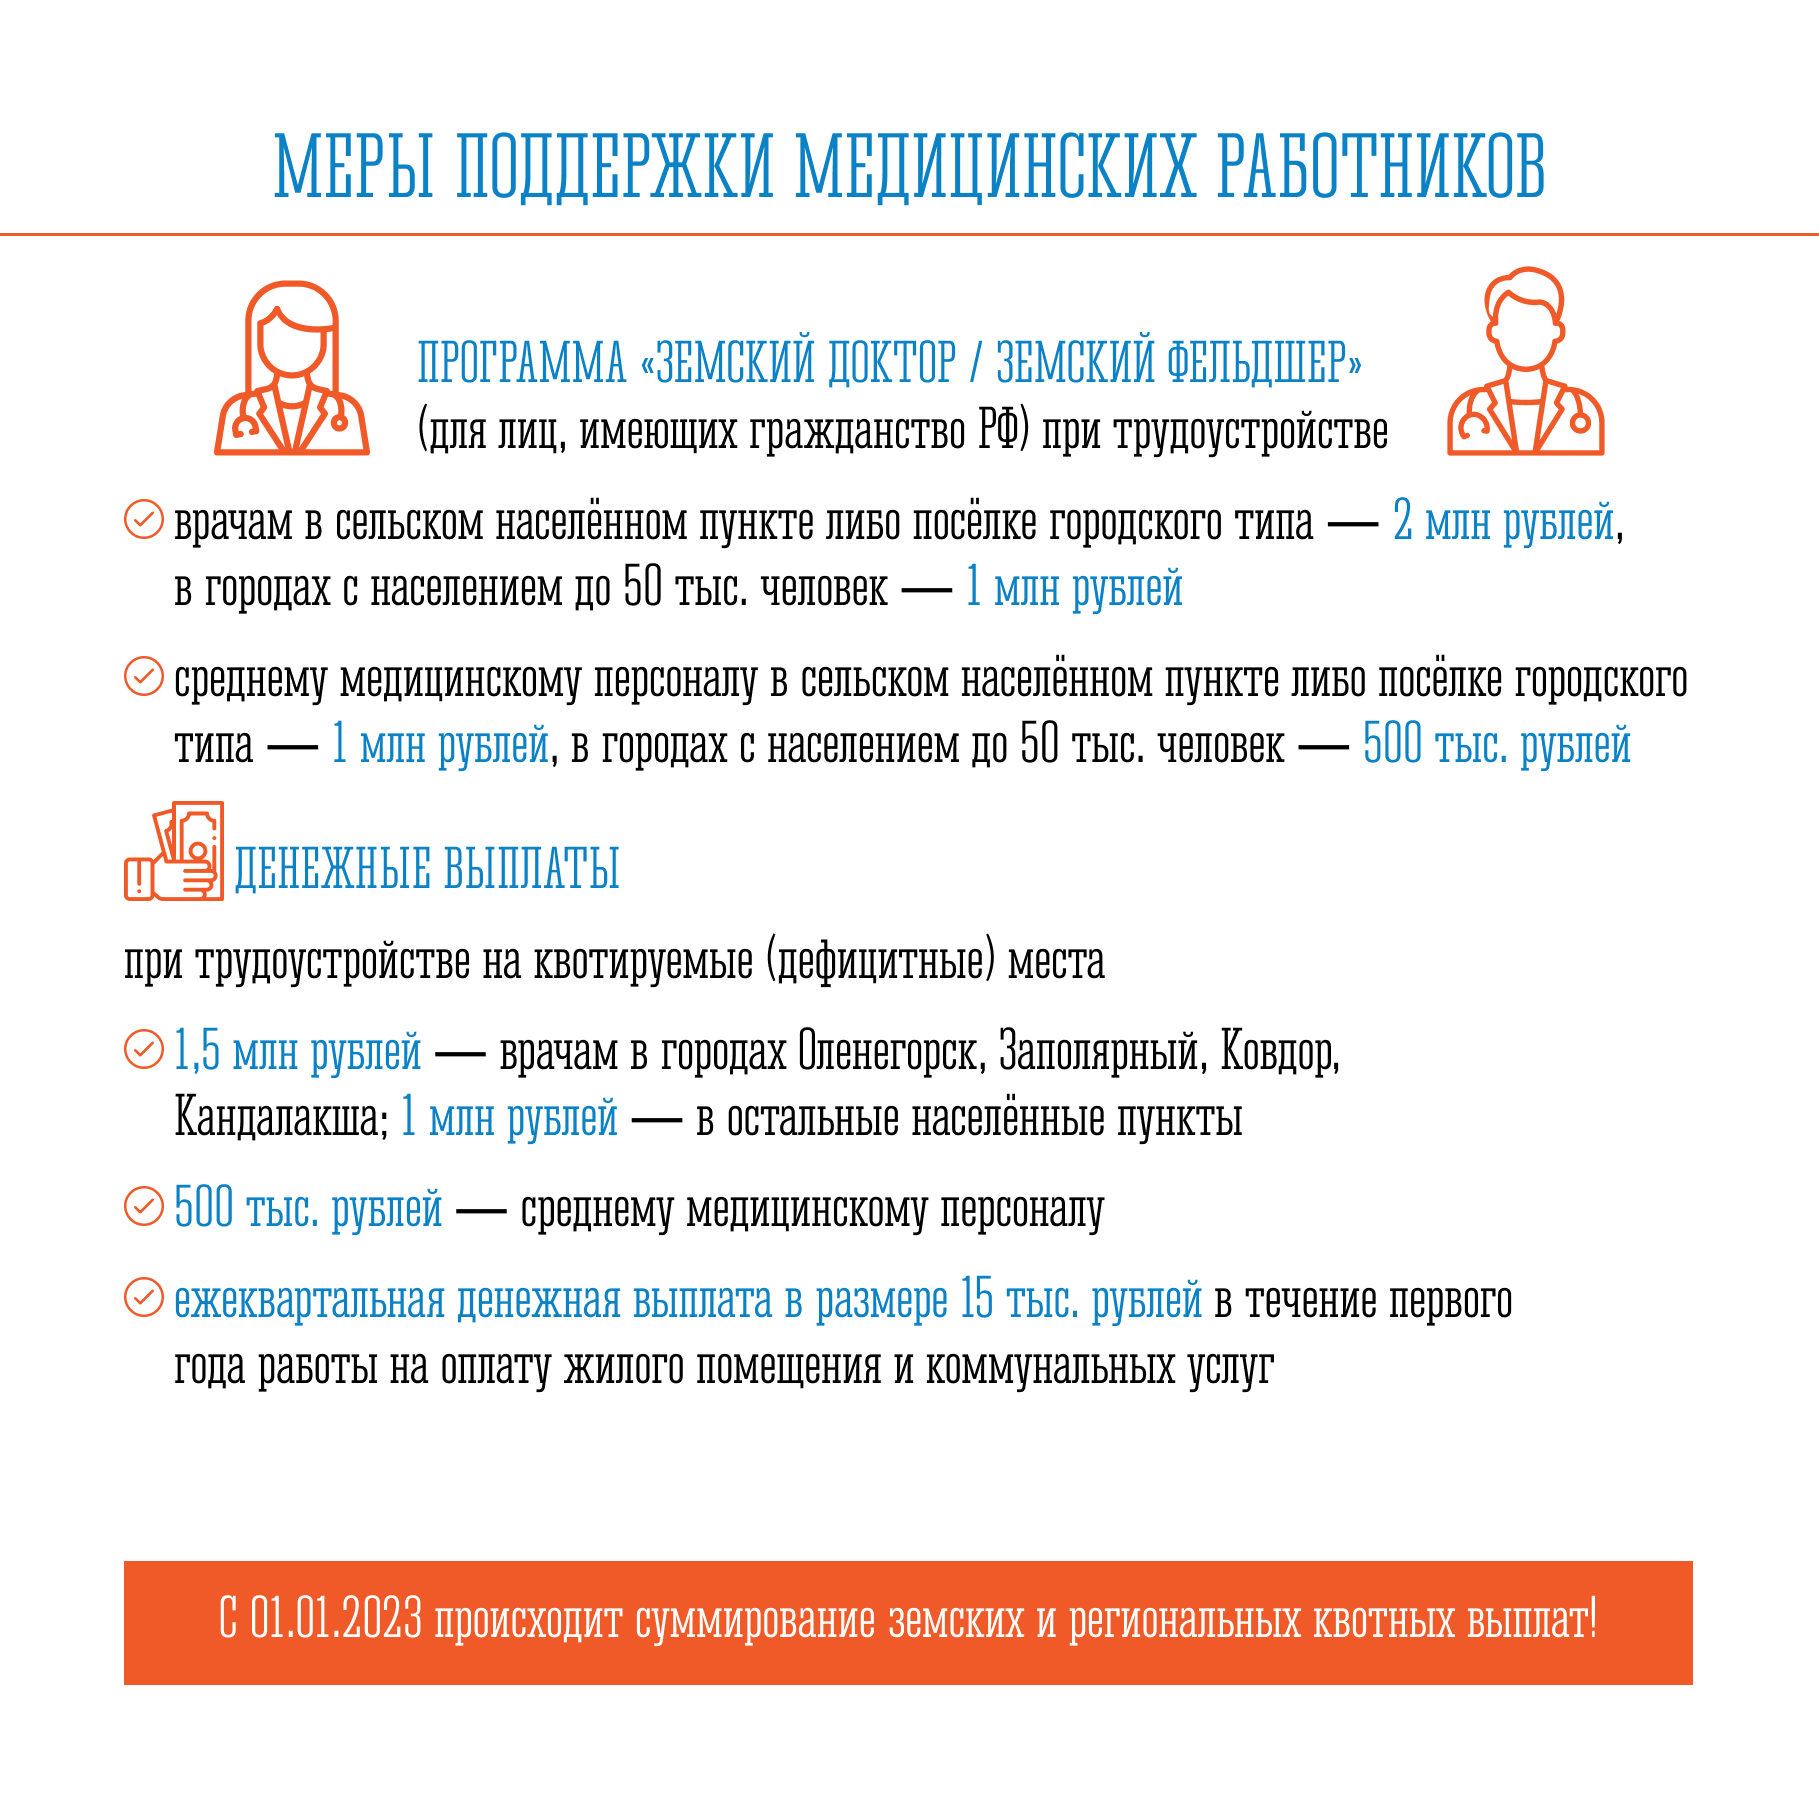 МЕРЫ ПОДДЕРЖКИ МЕДИЦИНСКИХ РАБОТНИКОВ
ПРОГРАММА «ЗЕМСКИЙ ДОКТОР / ЗЕМСКИЙ ФЕЛЬДШЕР»
(для лиц, имеющих гражданство РФ) при трудоустройстве
врачам в сельском населённом пункте либо посёлке городского типа — 2 млн рублей,
в городах с населением до 50 тыс. человек — 1 млн рублей
среднему медицинскому персоналу в сельском населённом пункте либо посёлке городского
типа — 1 млн рублей, в городах с населением до 50 тыс. человек — 500 тыс. рублей
ДЕНЕЖНЫЕ ВЫПЛАТЫ
при трудоустройстве на квотируемые (дефицитные) места
1,5 млн рублей — врачам в городах Оленегорск, Заполярный, Ковдор,
Кандалакша; 1 млн рублей — в остальные населённые пункты
500 тыс. рублей — среднему медицинскому персоналу
ежеквартальная денежная выплата в размере 15 тыс. рублей в течение первого
года работы на оплату жилого помещения и коммунальных услуг
С 01.01.2023 происходит суммирование земских и региональных квотных выплат!